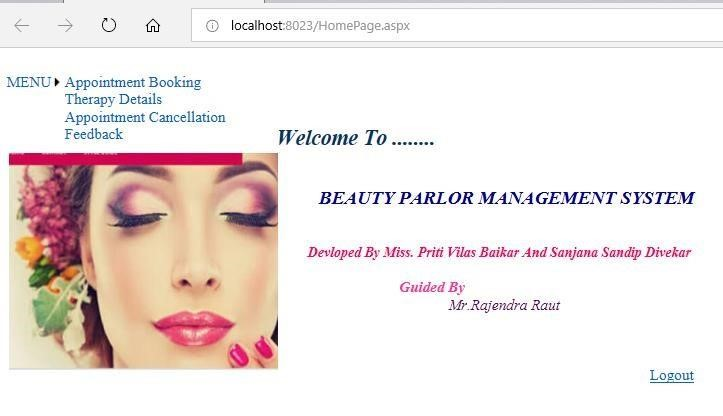 localhost:8023/HomePage.aspx
MENU Appointment Booking
Therapy Details
Appointment Cancellation
Feedback
Welcome To ........
BEAUTY PARLOR MANAGEMENT SYSTEM
Devloped By Miss. Priti Vilas Baikar And Sanjana Sandip Divekar
Guided By
Mr.Rajendra Raut
Logout